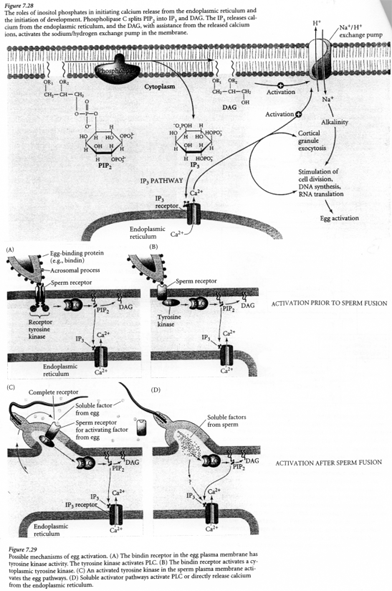 Figure 7.28
The roles of inositol phosphates in initiating calcium release from the endoplasmic reticulum and
the initiation of development. Phospholipase C splits PIP2 into IP3 and DAG. The IP3 releases cal-
cium from the endoplasmic reticulum, and the DAG, with assistance from the released calcium
ions, activates the sodium/hydrogen exchange pump in the membrane.
H+
Na+/H+
exchange pump
Cytoplasm
DAG
Activation
Na+
Activation
Alkalinity
Cortical
granule
exocytosis
PIP2
IP3
Stimulation of
cell division,
DNA synthesis,
RNA translation
IP3 PATHWAY
Ca2+
IP3
receptor
Egg activation
Endoplasmic
reticulum
Ca2+
(A)
Egg-binding protein
(e.g., bindin)
Acrosomal process
Sperm receptor
PIP2
DAG
Receptor
tyrosine
kinase
IP3
Ca2+
Endoplasmic
reticulum
Ca2+
(B)
Sperm receptor
Tyrosine
kinase
PIP2
DAG
IP3
Ca2+
Ca2+
ACTIVATION PRIOR TO SPERM FUSION
(C)
Complete receptor
Soluble factor
from egg
Sperm receptor
for activating factor
from egg
DAG
PIP2
IP3
Ca2+
IP3 receptor
Endoplasmic
reticulum
Ca2+
(D)
Soluble factors
from sperm
DAG
PIP2
IP3
Ca2+
Ca2+
ACTIVATION AFTER SPERM FUSION
Figure 7.29
Possible mechanisms of egg activation. (A) The bindin receptor in the egg plasma membrane has
tyrosine kinase activity. The tyrosine kinase activates PLC. (B) The bindin receptor activates a cy-
toplasmic tyrosine kinase. (C) An activated tyrosine kinase in the sperm plasma membrane acti-
vates the egg pathways. (D) Soluble activator pathways activate PLC or directly release calcium
from the endoplasmic reticulum.